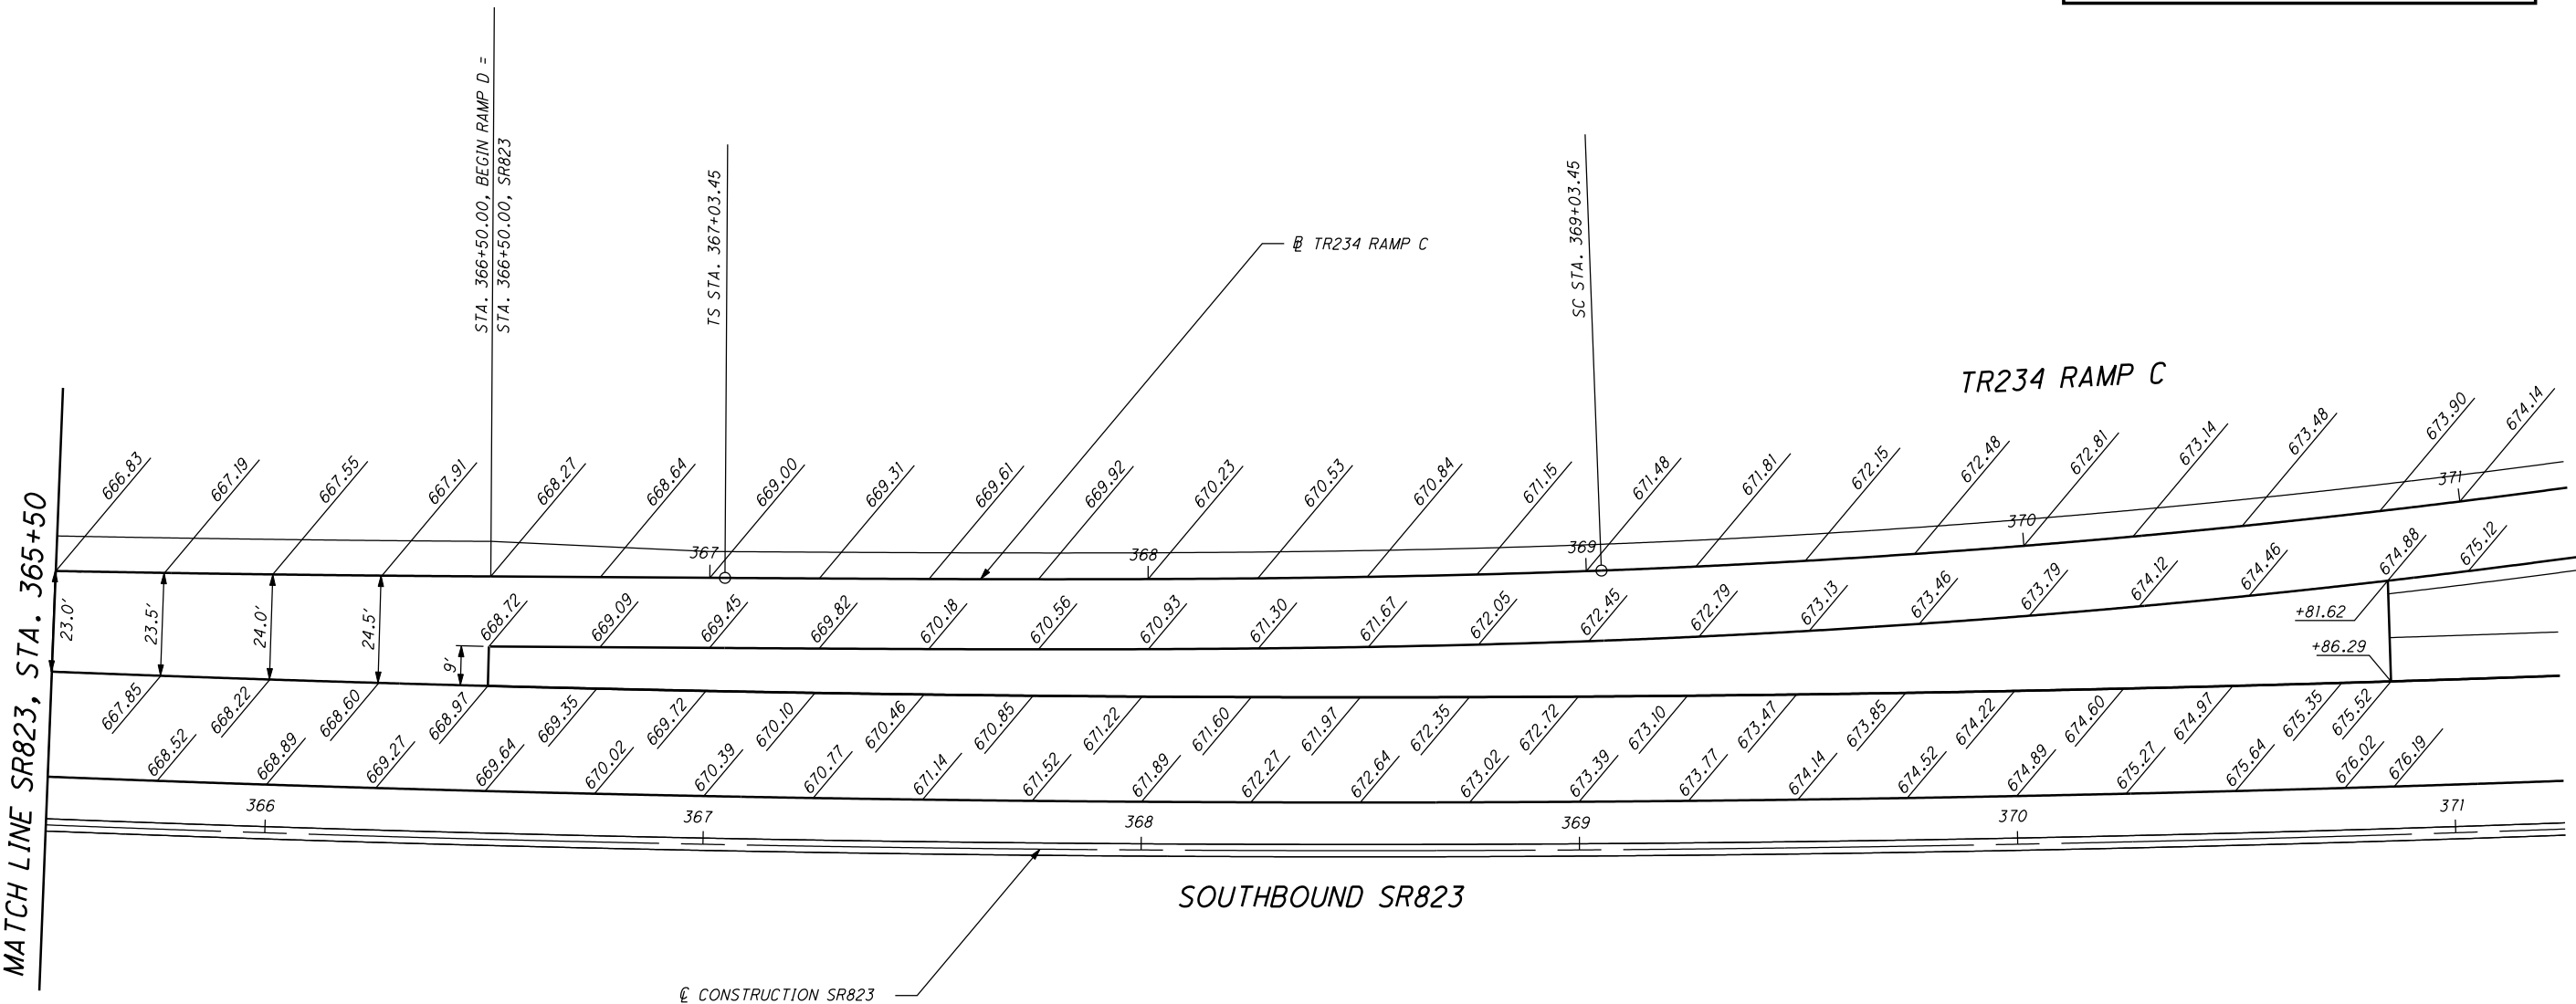 STA. 366+50.00, BEGIN RAMP D =
STA. 366+50.00, SR823
TS STA. 367+03.45
SC STA. 369+03.45
℄ TR234 RAMP C
TR234 RAMP C
666.83 667.19 667.55 667.91 668.27 668.64 669.00 669.31 669.61 669.92 670.23 670.53 670.84 671.15 671.48 671.81 672.15 672.48 672.81 673.14 673.48 673.90 674.14
367 368 369 370 371
23.0' 23.5' 24.0' 24.5' 9'
668.72 669.09 669.45 669.82 670.18 670.56 670.93 671.30 671.67 672.05 672.45 672.79 673.13 673.46 673.79 674.12 674.46 674.88 675.12
+81.62
+86.29
667.85 668.22 668.60 668.97 669.35 669.72 670.10 670.46 670.85 671.22 671.60 671.97 672.35 672.72 673.10 673.47 673.85 674.22 674.60 674.97 675.35 675.52
668.52 668.89 669.27 669.64 670.02 670.39 670.77 671.14 671.52 671.89 672.27 672.64 673.02 673.39 673.77 674.14 674.52 674.89 675.27 675.64 676.02 676.19
366 367 368 369 370 371
MATCH LINE SR823, STA. 365+50
SOUTHBOUND SR823
℄ CONSTRUCTION SR823